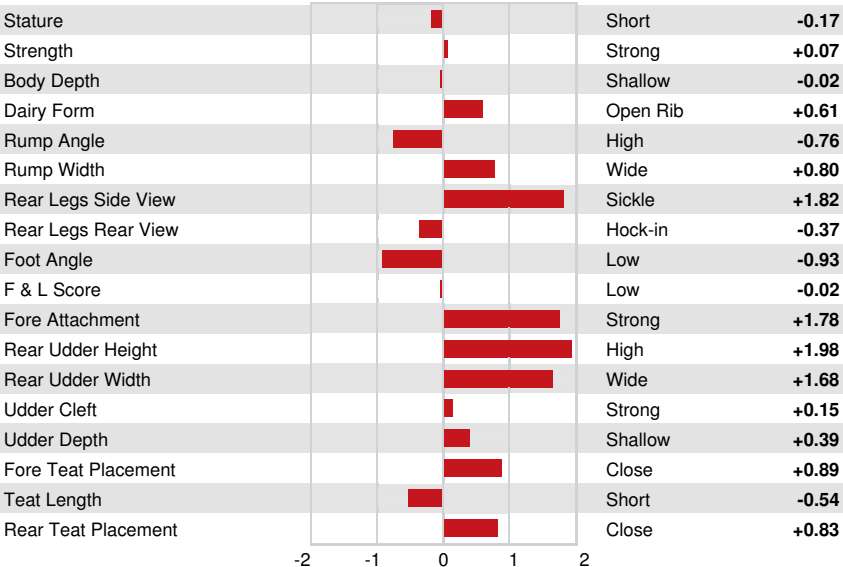 Stature Short -0.17
Strength Strong +0.07
Body Depth Shallow -0.02
Dairy Form Open Rib +0.61
Rump Angle High -0.76
Rump Width Wide +0.80
Rear Legs Side View Sickle +1.82
Rear Legs Rear View Hock-in -0.37
Foot Angle Low -0.93
F & L Score Low -0.02
Fore Attachment Strong +1.78
Rear Udder Height High +1.98
Rear Udder Width Wide +1.68
Udder Cleft Strong +0.15
Udder Depth Shallow +0.39
Fore Teat Placement Close +0.89
Teat Length Short -0.54
Rear Teat Placement Close +0.83
-2 -1 0 1 2